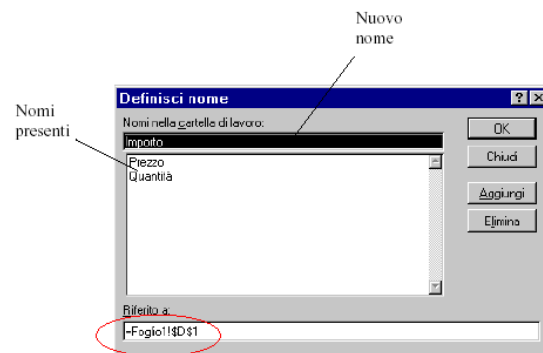 Nuovo
nome
Nomi
presenti
Definisci nome
Nomi nella cartella di lavoro:
Importo
Prezzo
Quantità
OK
Chiudi
Aggiungi
Elimina
Riferito a:
=Foglio1!$D$1